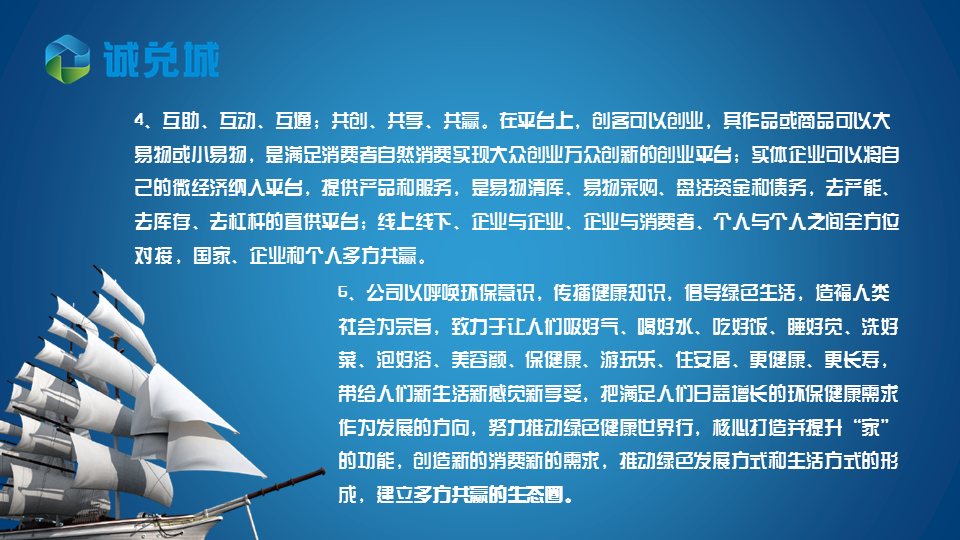 诚兑城
4、互助、互动、互通；共创、共享、共赢。在平台上，创客可以创业，其作品或商品可以大
易物或小易物，是满足消费者自然消费实现大众创业万众创新的创业平台；实体企业可以将自
己的微经济纳入平台，提供产品和服务，是易物清库、易物采购、盘活资金和债务，去产能、
去库存、去杠杆的直供平台；线上线下、企业与企业、企业与消费者、个人与个人之间全方位
对接，国家、企业和个人多方共赢。
6、公司以呼唤环保意识，传播健康知识，倡导绿色生活，造福人类
社会为宗旨，致力于让人们吸好气、喝好水、吃好饭、睡好觉、洗好
菜、泡好浴、美容颜、保健康、游玩乐、住安居、更健康、更长寿，
带给人们新生活新感觉新享受，把满足人们日益增长的环保健康需求
作为发展的方向，努力推动绿色健康世界行，核心打造并提升“家”
的功能，创造新的消费新的需求，推动绿色发展方式和生活方式的形
成，建立多方共赢的生态圈。